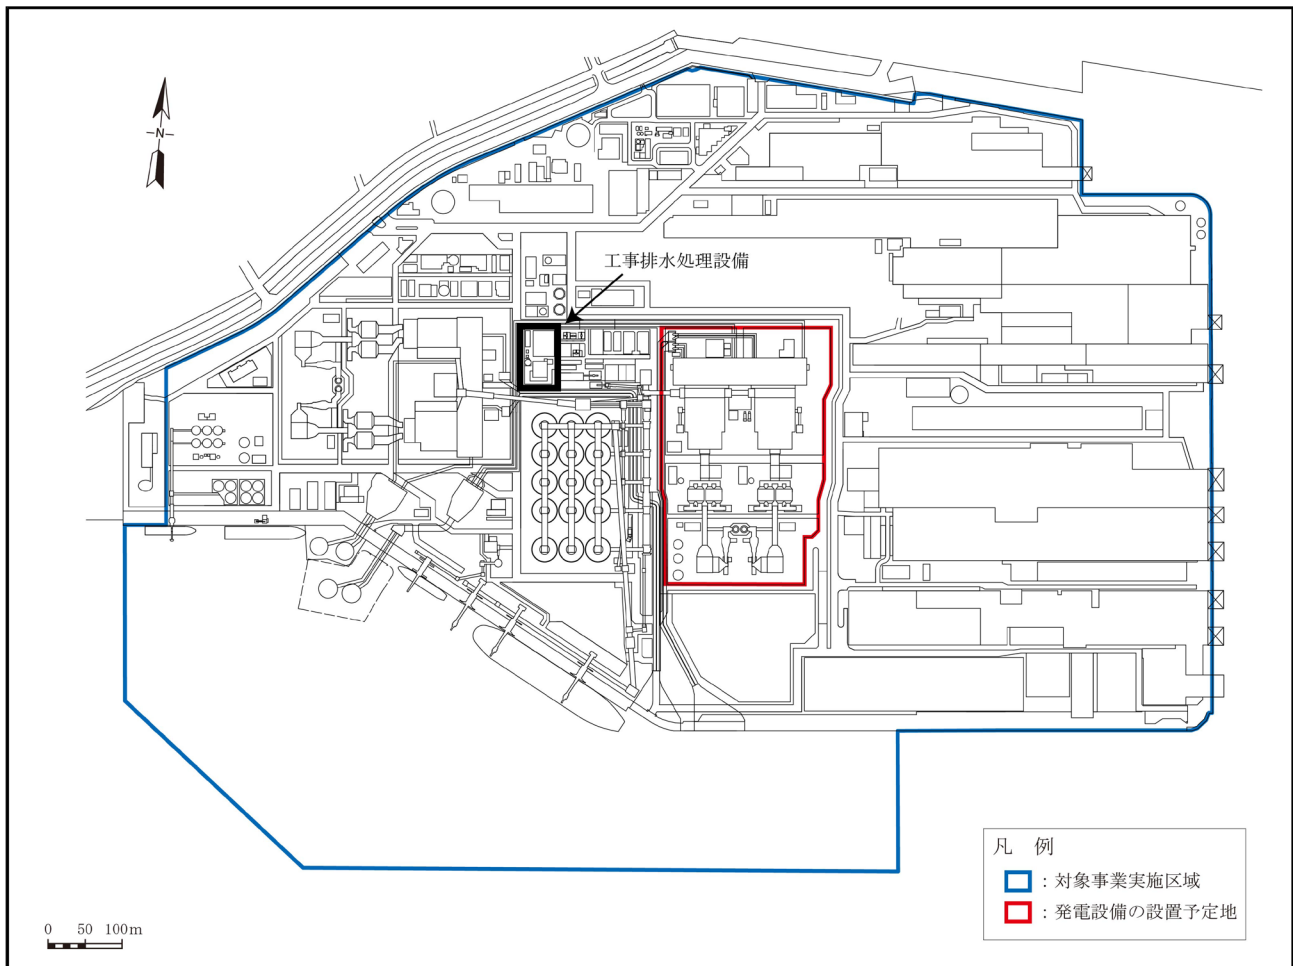 N
工事排水処理設備
凡 例
：対象事業実施区域
：発電設備の設置予定地
0 50 100m